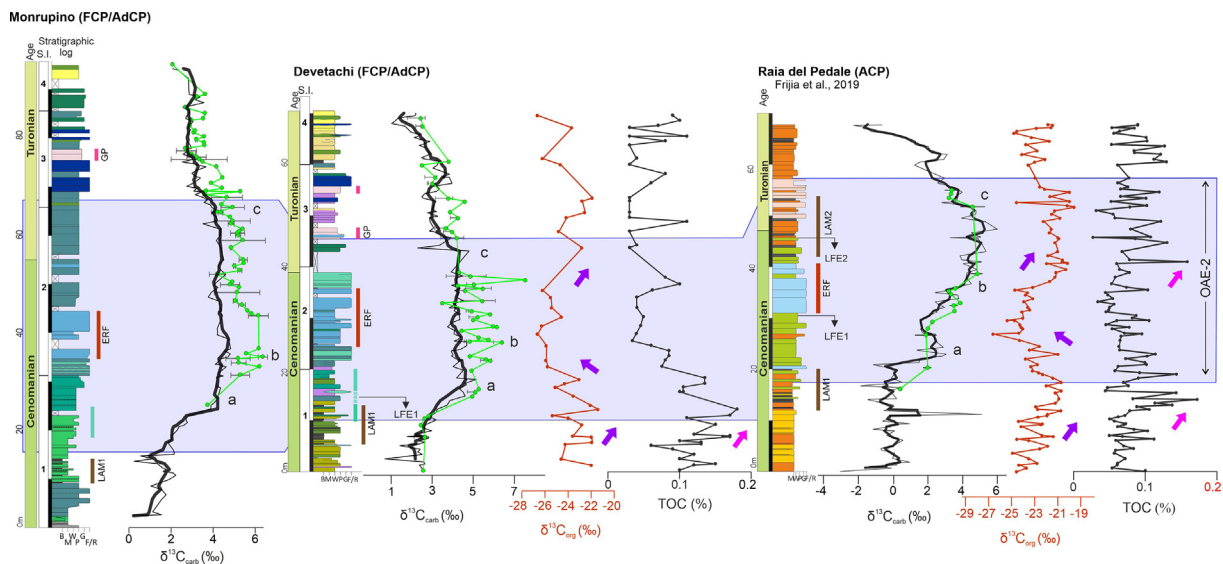 Monrupino (FCP/AdCP)
Age
S.I.
Stratigraphic
log
Turonian
Cenomanian
4
3
2
1
80
60
40
20
0m
GP
ERF
LAM1
B
M
W
P
G
F/R
c
b
a
0
2
4
6
δ¹³Ccarb (‰)
Devetachi (FCP/AdCP)
Age
S.I.
Turonian
Cenomanian
4
3
2
1
60
40
20
0m
GP
ERF
LFE1
LAM1
BMWPGF/R
c
b
a
1
3
5
7
δ¹³Ccarb (‰)
-28
-26
-24
-22
-20
δ¹³Corg (‰)
0
0.1
0.2
TOC (%)
Raia del Pedale (ACP)
Frijia et al., 2019
Age
Turonian
Cenomanian
60
40
20
0m
LAM2
LFE2
ERF
LFE1
LAM1
c
b
a
-4
-2
0
2
4
6
δ¹³Ccarb (‰)
-29
-27
-25
-23
-21
-19
δ¹³Corg (‰)
0
0.1
0.2
TOC (%)
OAE-2